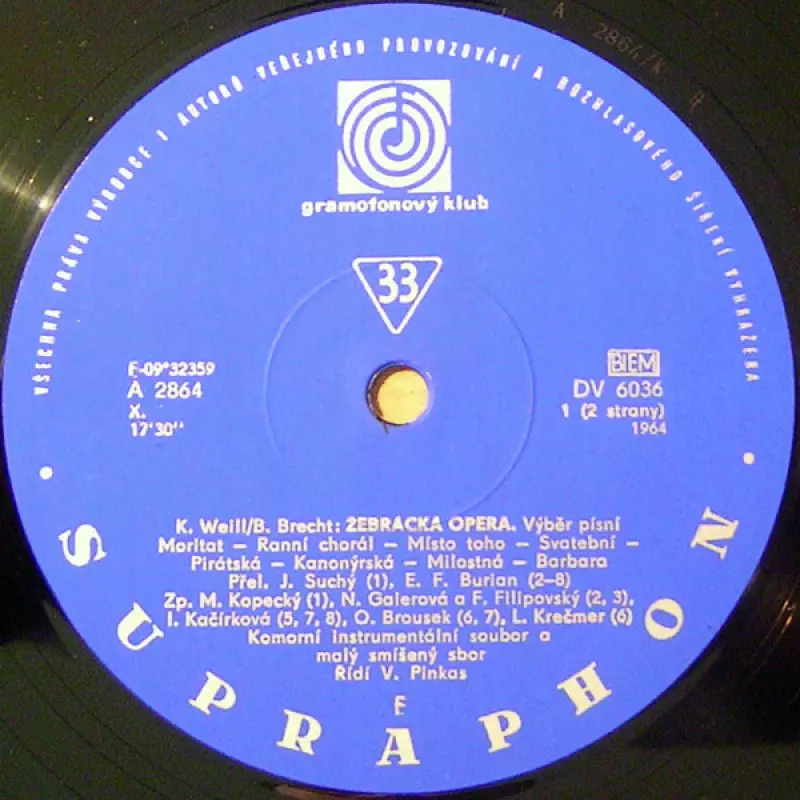 A 2864/X
VŠECHNA PRÁVA VÝROBCE I AUTORŮ VEŘEJNÉHO PROVOZOVÁNÍ A ROZHLASOVÉHO ŠÍŘENÍ VYHRAZENA
gramofonový klub
33
F-09*32359
A 2864
X.
17'30"
BIEM
DV 6036
1 (2 strany)
1964
K. Weill/B. Brecht: ŽEBRÁCKÁ OPERA. Výběr písní
Moritat – Ranní chorál – Místo toho – Svatební –
Pirátská – Kanonýrská – Milostná – Barbara
Přel. J. Suchý (1), E. F. Burian (2–8)
Zp. M. Kopecký (1), N. Galerová a F. Filipovský (2, 3),
I. Kačírková (5, 7, 8), O. Brousek (6, 7), L. Krečmer (6)
Komorní instrumentální soubor a
malý smíšený sbor
Řídí V. Pinkas
F
SUPRAPHON